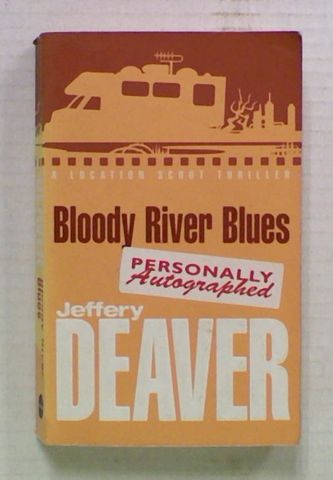 A LOCATION SCOUT THRILLER
Bloody River Blues
PERSONALLY
Autographed
Jeffery
DEAVER